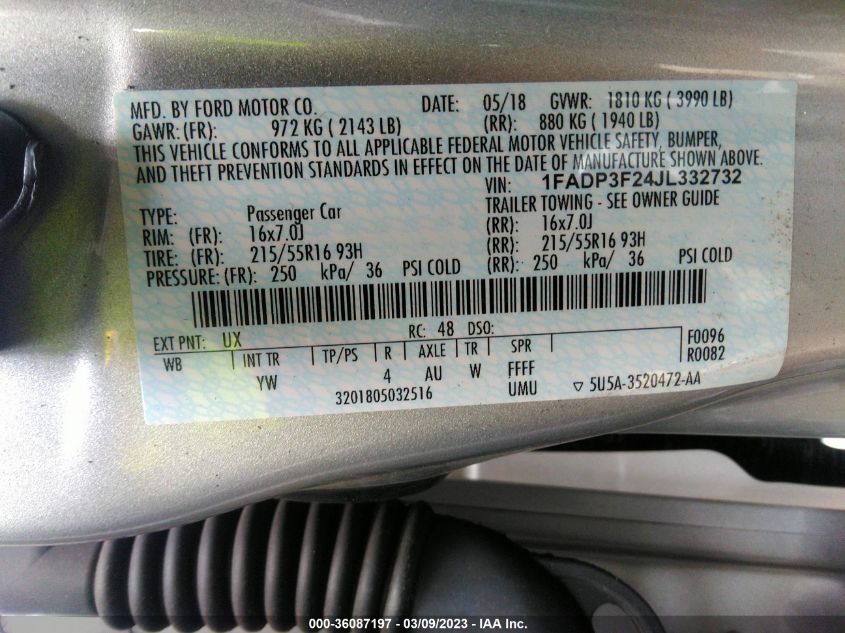 MFD. BY FORD MOTOR CO. DATE: 05/18 GVWR: 1810 KG ( 3990 LB)
GAWR: (FR): 972 KG ( 2143 LB) (RR): 880 KG ( 1940 LB)
THIS VEHICLE CONFORMS TO ALL APPLICABLE FEDERAL MOTOR VEHICLE SAFETY, BUMPER,
AND THEFT PREVENTION STANDARDS IN EFFECT ON THE DATE OF MANUFACTURE SHOWN ABOVE.
VIN: 1FADP3F24JL332732
TRAILER TOWING - SEE OWNER GUIDE
TYPE: Passenger Car
RIM: (FR): 16x7.0J (RR): 16x7.0J
TIRE: (FR): 215/55R16 93H (RR): 215/55R16 93H
PRESSURE: (FR): 250 kPa/ 36 PSI COLD (RR): 250 kPa/ 36 PSI COLD
EXT PNT: UX RC: 48 DSO: F0096
WB INT TR TP/PS R AXLE TR SPR R0082
YW 4 AU W FFFF
3201805032516 UMU ▽ 5U5A-3520472-AA
000-36087197 - 03/09/2023 - IAA Inc.